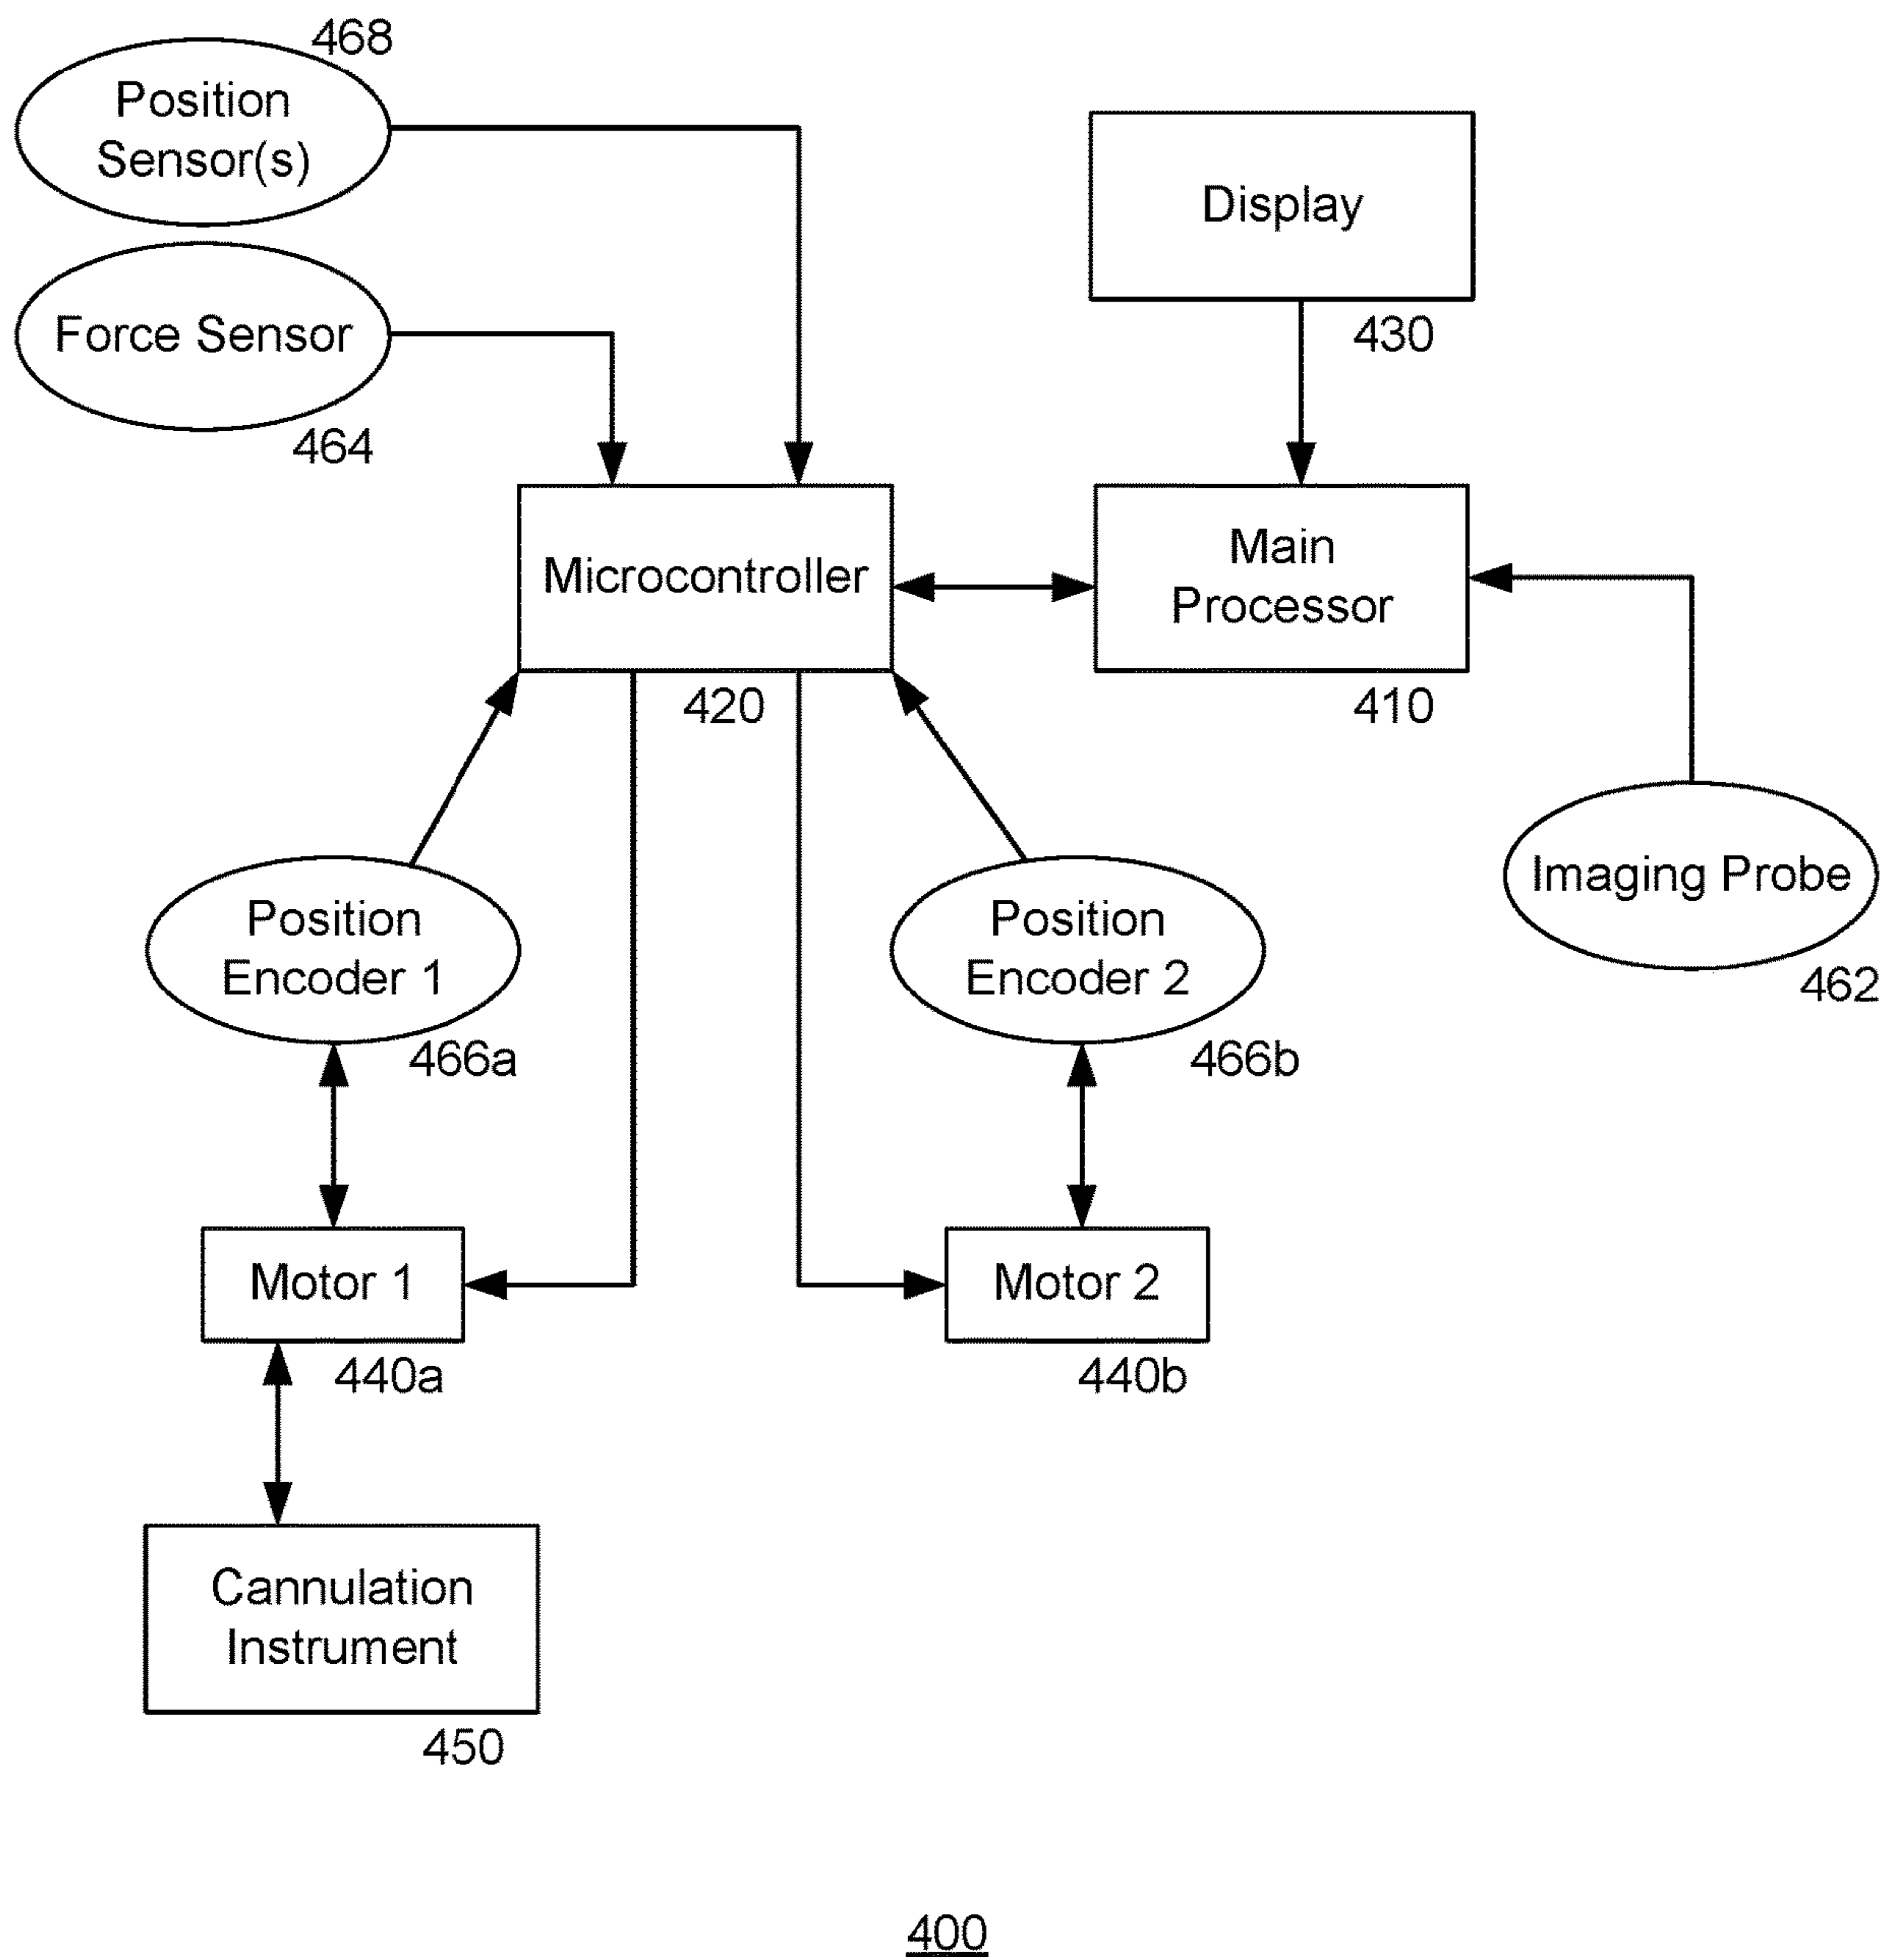 468
Position
Sensor(s)
Display
Force Sensor
430
464
Microcontroller
Main
Processor
420
410
Position
Encoder 1
Position
Encoder 2
Imaging Probe
462
466a
466b
Motor 1
Motor 2
440a
440b
Cannulation
Instrument
450
400